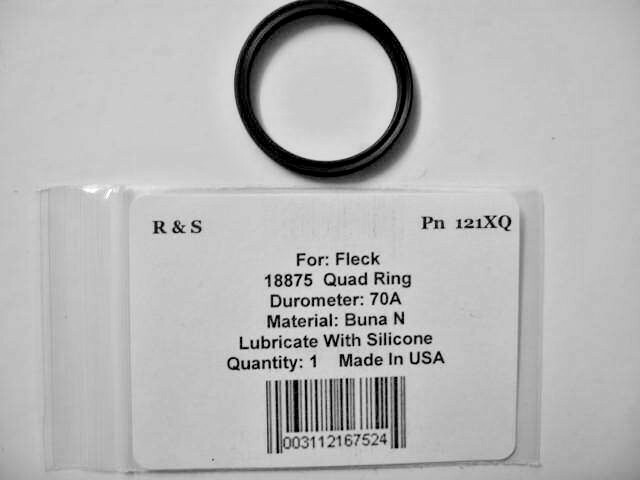 R & S Pn 121XQ
For: Fleck
18875 Quad Ring
Durometer: 70A
Material: Buna N
Lubricate With Silicone
Quantity: 1 Made In USA
003112167524